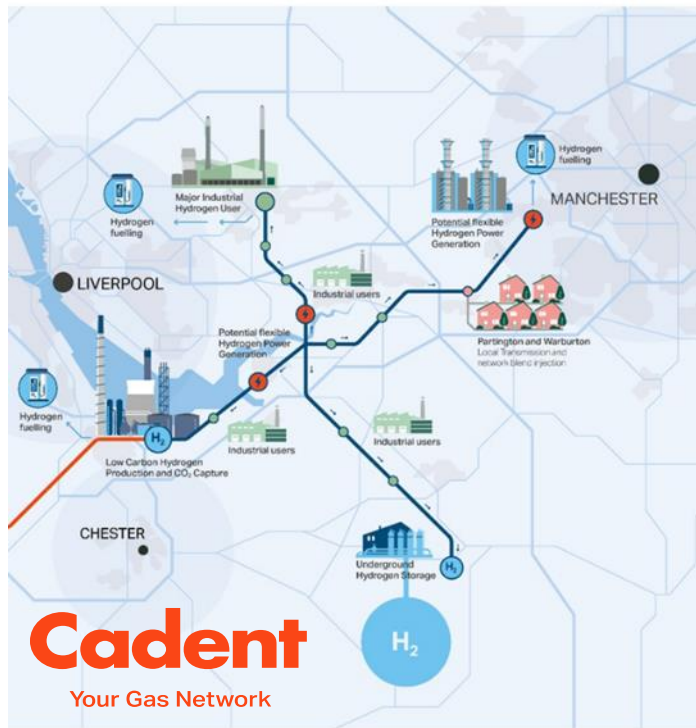 Hydrogen
fuelling
MANCHESTER
Major Industrial
Hydrogen User
Hydrogen
fuelling
Potential flexible
Hydrogen Power
Generation
LIVERPOOL
Industrial users
Potential flexible
Hydrogen Power
Generation
Partington and Warburton
Local Transmission and
network blend injection
Hydrogen
fuelling
H₂
Industrial users
Industrial users
Low Carbon Hydrogen
Production and CO₂ Capture
CHESTER
Underground
Hydrogen Storage
H₂
H₂
Cadent
Your Gas Network